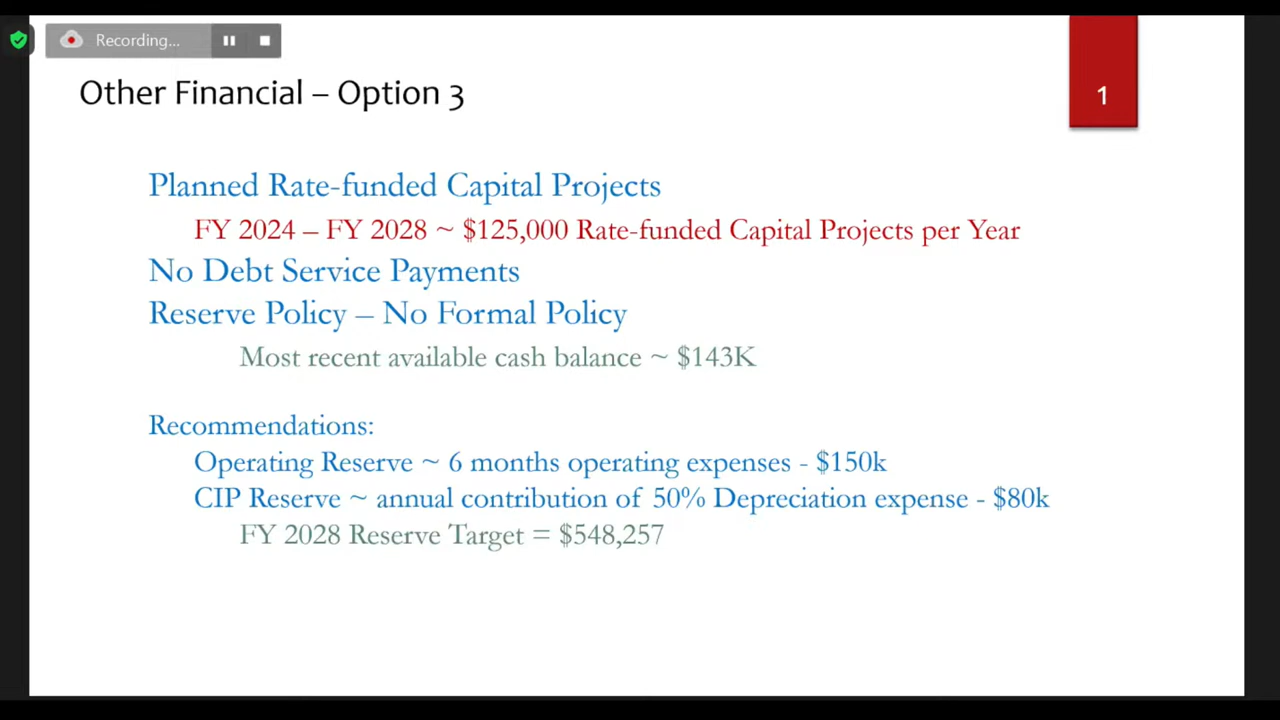 Recording...
Other Financial – Option 3
1
Planned Rate-funded Capital Projects
FY 2024 – FY 2028 ~ $125,000 Rate-funded Capital Projects per Year
No Debt Service Payments
Reserve Policy – No Formal Policy
Most recent available cash balance ~ $143K
Recommendations:
Operating Reserve ~ 6 months operating expenses - $150k
CIP Reserve ~ annual contribution of 50% Depreciation expense - $80k
FY 2028 Reserve Target = $548,257